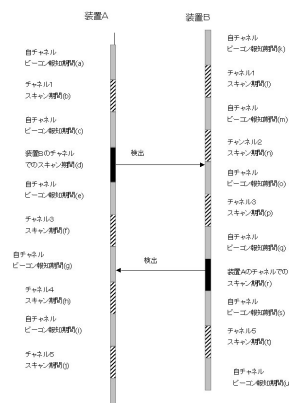 装置A
装置B
自チャネル
ビーコン報知期間(a)
チャネル1
スキャン期間(b)
自チャネル
ビーコン報知期間(c)
装置Bのチャネル
でのスキャン期間(d)
自チャネル
ビーコン報知期間(e)
チャネル3
スキャン期間(f)
自チャネル
ビーコン報知期間(g)
チャネル4
スキャン期間(h)
自チャネル
ビーコン報知期間(i)
チャネル5
スキャン期間(j)
検出
検出
自チャネル
ビーコン報知期間(k)
チャネル1
スキャン期間(l)
自チャネル
ビーコン報知期間(m)
チャンネル2
スキャン期間(n)
自チャネル
ビーコン報知期間(o)
チャネル3
スキャン期間(p)
自チャネル
ビーコン報知期間(q)
装置Aのチャネルでの
スキャン期間(r)
自チャネル
ビーコン報知期間(s)
チャネル5
スキャン期間(t)
自チャネル
ビーコン報知期間(u